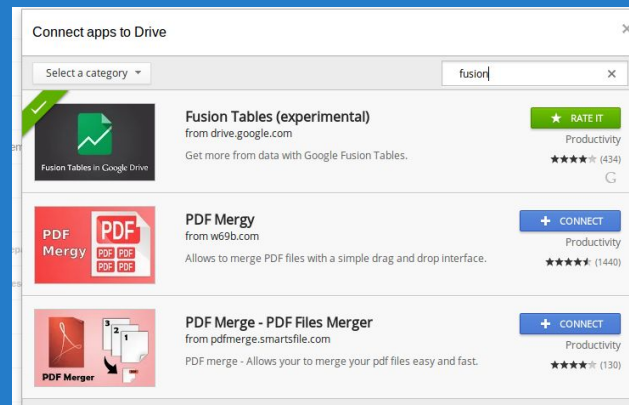 Connect apps to Drive
×
Select a category
fusion
×
Fusion Tables in Google Drive
Fusion Tables (experimental)
from drive.google.com
Get more from data with Google Fusion Tables.
RATE IT
Productivity
(434)
G
PDF
Mergy
PDF
PDF PDF
PDF PDF
PDF Mergy
from w69b.com
Allows to merge PDF files with a simple drag and drop interface.
+ CONNECT
Productivity
(1440)
3
2
1
PDF Merger
PDF Merge - PDF Files Merger
from pdfmerge.smartsfile.com
PDF merge - Allows your to merge your pdf files easy and fast.
+ CONNECT
Productivity
(130)